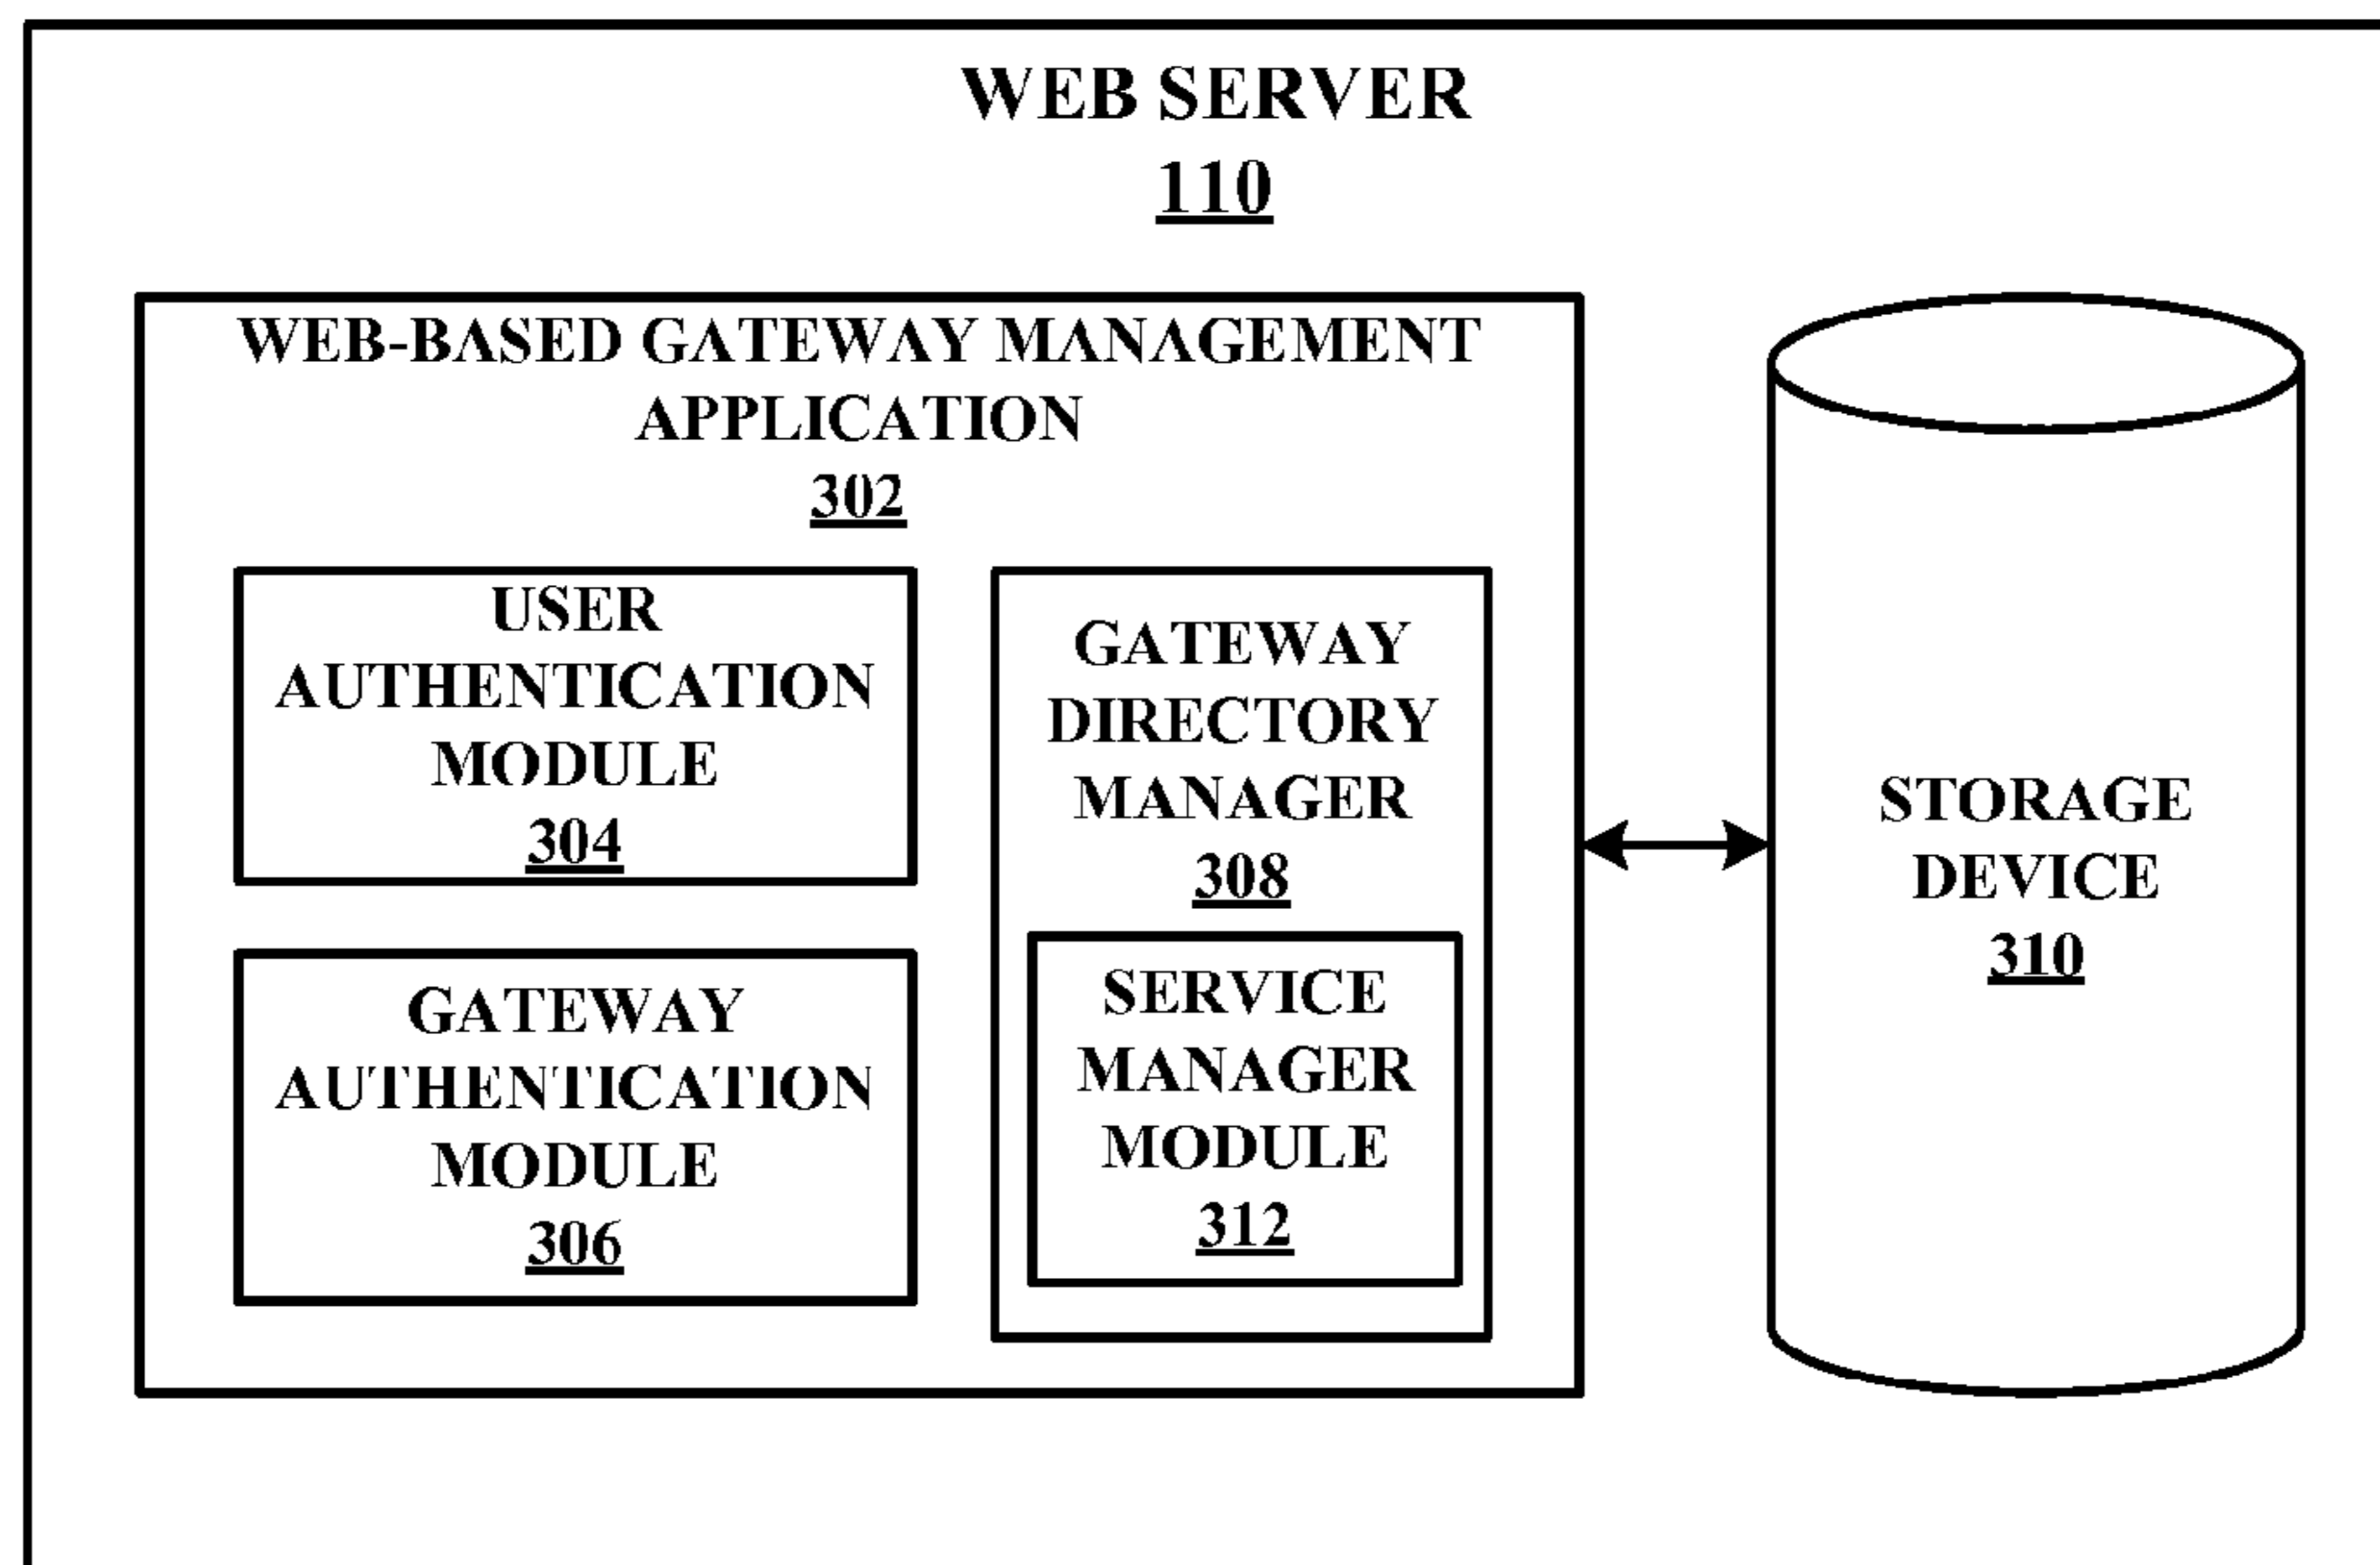 WEB SERVER
110
WEB-BASED GATEWAY MANAGEMENT
APPLICATION
302
USER
AUTHENTICATION
MODULE
304
GATEWAY
AUTHENTICATION
MODULE
306
GATEWAY
DIRECTORY
MANAGER
308
SERVICE
MANAGER
MODULE
312
STORAGE
DEVICE
310